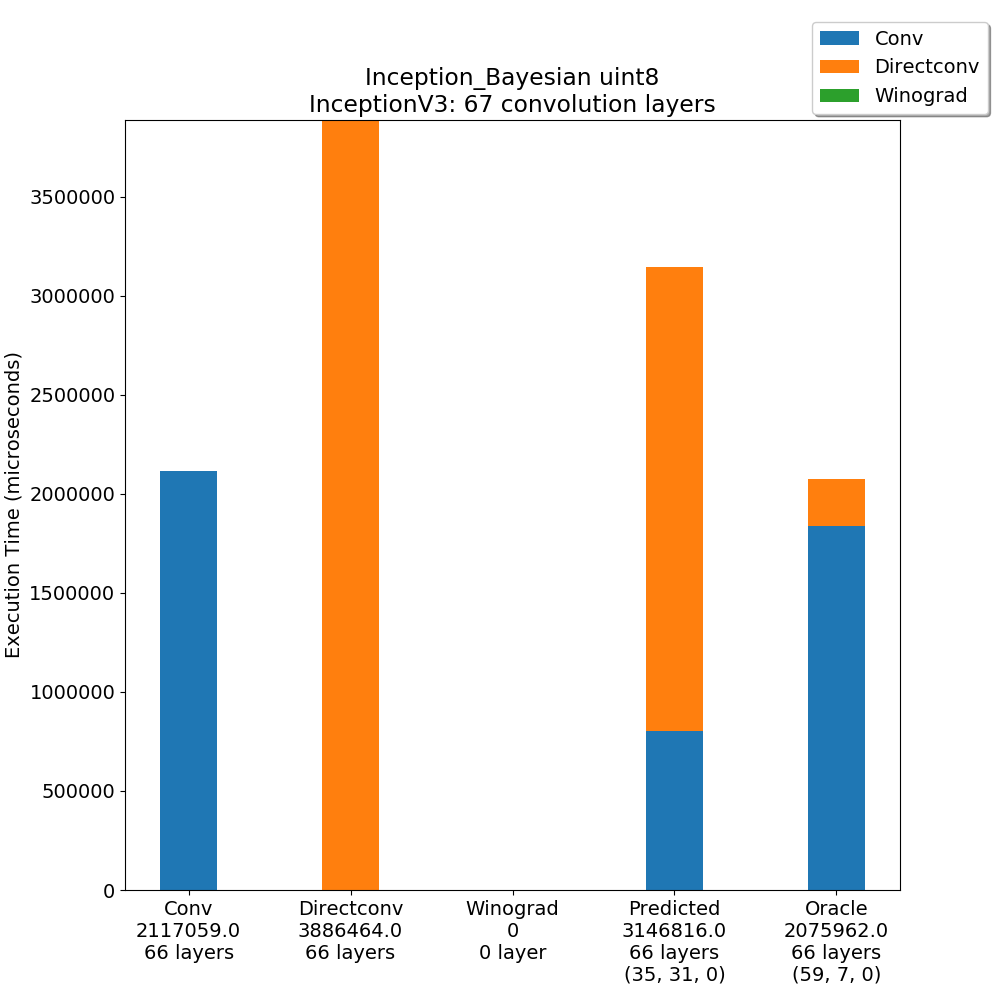 Conv
Directconv
Winograd
Inception_Bayesian uint8
InceptionV3: 67 convolution layers
Execution Time (microseconds)
3500000
3000000
2500000
2000000
1500000
1000000
500000
0
Conv Directconv Winograd Predicted Oracle
2117059.0 3886464.0 0 3146816.0 2075962.0
66 layers 66 layers 0 layer 66 layers 66 layers
(35, 31, 0) (59, 7, 0)